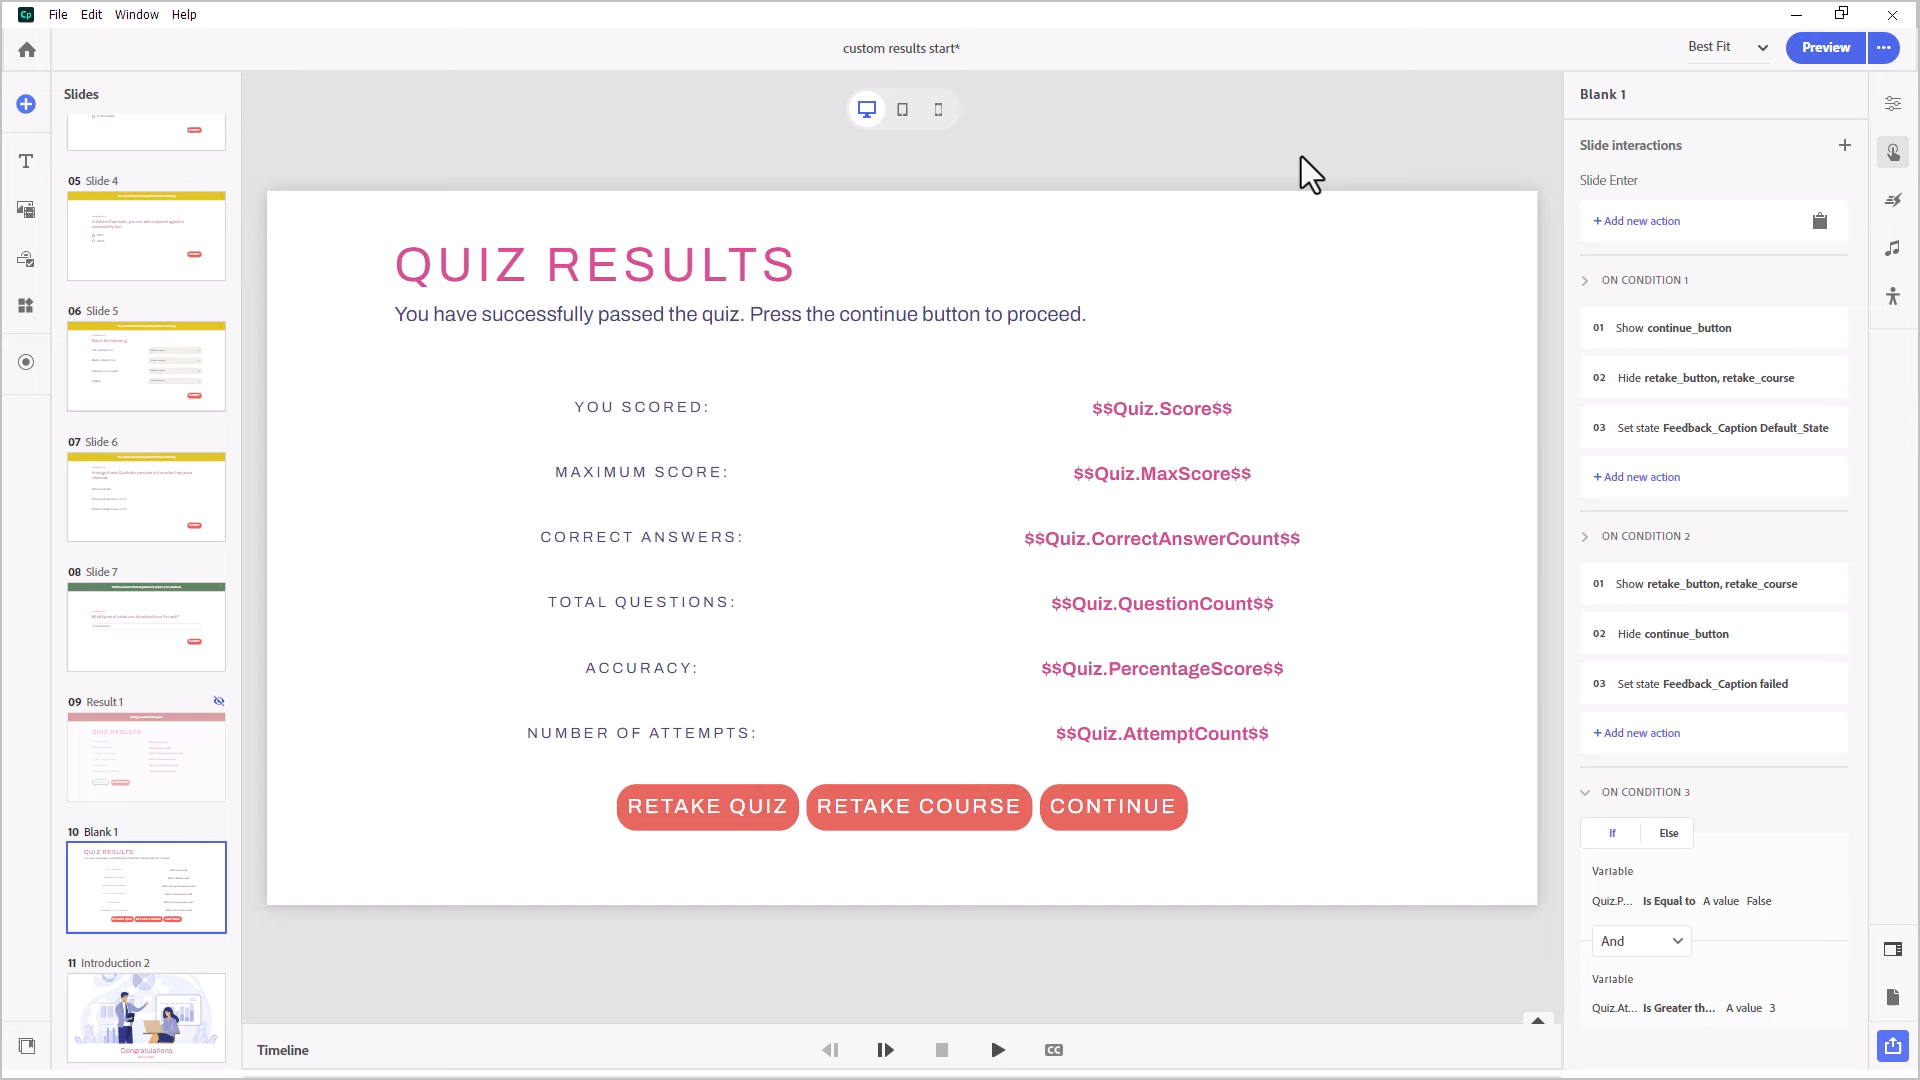 Cp File Edit Window Help
custom results start*
Best Fit
Preview
Slides
05 Slide 4
06 Slide 5
07 Slide 6
08 Slide 7
09 Result 1
QUIZ RESULTS
10 Blank 1
QUIZ RESULTS
11 Introduction 2
Congratulations
QUIZ RESULTS
You have successfully passed the quiz. Press the continue button to proceed.
YOU SCORED: $$Quiz.Score$$
MAXIMUM SCORE: $$Quiz.MaxScore$$
CORRECT ANSWERS: $$Quiz.CorrectAnswerCount$$
TOTAL QUESTIONS: $$Quiz.QuestionCount$$
ACCURACY: $$Quiz.PercentageScore$$
NUMBER OF ATTEMPTS: $$Quiz.AttemptCount$$
RETAKE QUIZ RETAKE COURSE CONTINUE
Timeline
CC
Blank 1
Slide interactions
Slide Enter
+ Add new action
ON CONDITION 1
01 Show continue_button
02 Hide retake_button, retake_course
03 Set state Feedback_Caption Default_State
+ Add new action
ON CONDITION 2
01 Show retake_button, retake_course
02 Hide continue_button
03 Set state Feedback_Caption failed
+ Add new action
ON CONDITION 3
If Else
Variable
Quiz.P... Is Equal to A value False
And
Variable
Quiz.At... Is Greater th... A value 3